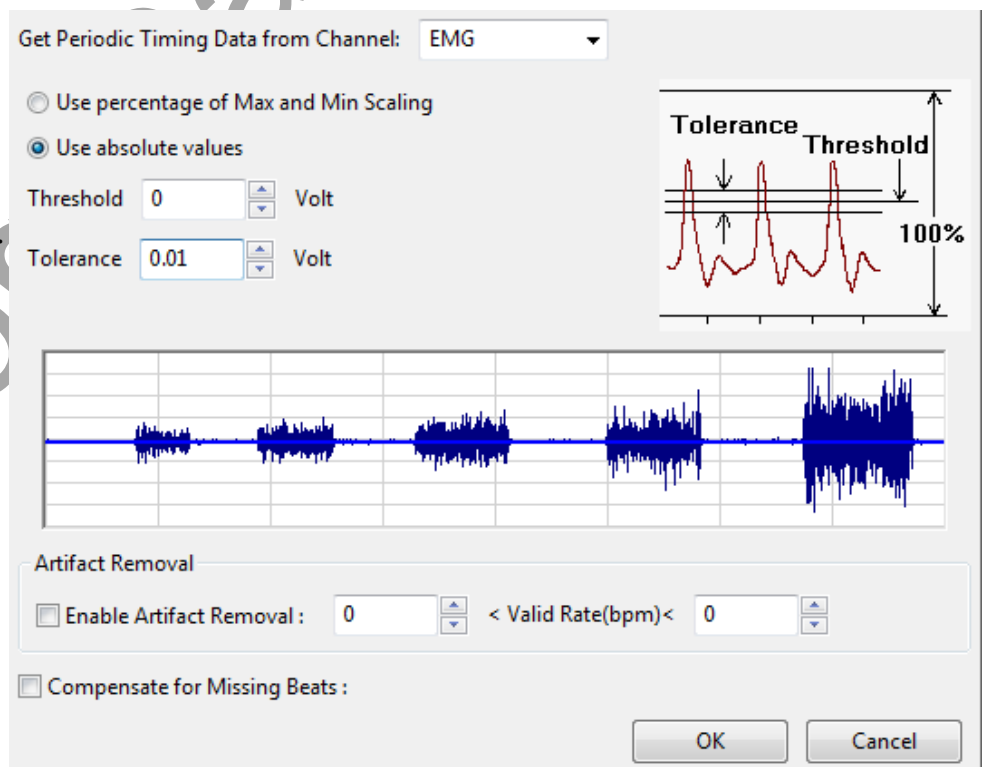 Get Periodic Timing Data from Channel: EMG
Use percentage of Max and Min Scaling
Use absolute values
Threshold 0 Volt
Tolerance 0.01 Volt
Tolerance
Threshold
100%
Artifact Removal
Enable Artifact Removal : 0 < Valid Rate(bpm)< 0
Compensate for Missing Beats :
OK Cancel